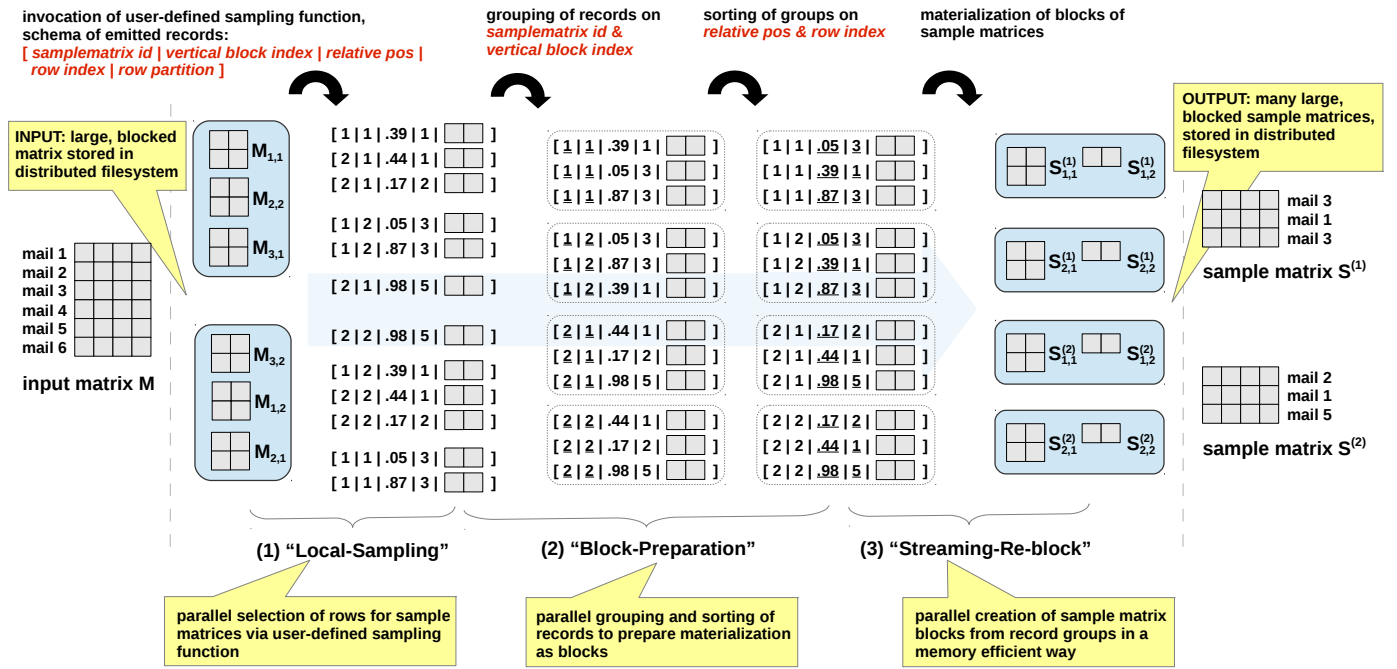 invocation of user-defined sampling function,
schema of emitted records:
[ samplematrix id | vertical block index | relative pos |
row index | row partition ]
grouping of records on
samplematrix id &
vertical block index
sorting of groups on
relative pos & row index
materialization of blocks of
sample matrices
INPUT: large, blocked
matrix stored in
distributed filesystem
mail 1
mail 2
mail 3
mail 4
mail 5
mail 6
input matrix M
M1,1
M2,2
M3,1
M3,2
M1,2
M2,1
[ 1 | 1 | .39 | 1 | ]
[ 2 | 1 | .44 | 1 | ]
[ 2 | 1 | .17 | 2 | ]
[ 1 | 2 | .05 | 3 | ]
[ 1 | 2 | .87 | 3 | ]
[ 2 | 1 | .98 | 5 | ]
[ 2 | 2 | .98 | 5 | ]
[ 1 | 2 | .39 | 1 | ]
[ 2 | 2 | .44 | 1 | ]
[ 2 | 2 | .17 | 2 | ]
[ 1 | 1 | .05 | 3 | ]
[ 1 | 1 | .87 | 3 | ]
[ 1 | 1 | .39 | 1 | ]
[ 1 | 1 | .05 | 3 | ]
[ 1 | 1 | .87 | 3 | ]
[ 1 | 2 | .05 | 3 | ]
[ 1 | 2 | .87 | 3 | ]
[ 1 | 2 | .39 | 1 | ]
[ 2 | 1 | .44 | 1 | ]
[ 2 | 1 | .17 | 2 | ]
[ 2 | 1 | .98 | 5 | ]
[ 2 | 2 | .44 | 1 | ]
[ 2 | 2 | .17 | 2 | ]
[ 2 | 2 | .98 | 5 | ]
[ 1 | 1 | .05 | 3 | ]
[ 1 | 1 | .39 | 1 | ]
[ 1 | 1 | .87 | 3 | ]
[ 1 | 2 | .05 | 3 | ]
[ 1 | 2 | .39 | 1 | ]
[ 1 | 2 | .87 | 3 | ]
[ 2 | 1 | .17 | 2 | ]
[ 2 | 1 | .44 | 1 | ]
[ 2 | 1 | .98 | 5 | ]
[ 2 | 2 | .17 | 2 | ]
[ 2 | 2 | .44 | 1 | ]
[ 2 | 2 | .98 | 5 | ]
S1,1(1) S1,2(1)
S2,1(1) S2,2(1)
S1,1(2) S1,2(2)
S2,1(2) S2,2(2)
OUTPUT: many large,
blocked sample matrices,
stored in distributed
filesystem
mail 3
mail 1
mail 3
sample matrix S(1)
mail 2
mail 1
mail 5
sample matrix S(2)
(1) “Local-Sampling”
(2) “Block-Preparation”
(3) “Streaming-Re-block”
parallel selection of rows for sample
matrices via user-defined sampling
function
parallel grouping and sorting of
records to prepare materialization
as blocks
parallel creation of sample matrix
blocks from record groups in a
memory efficient way